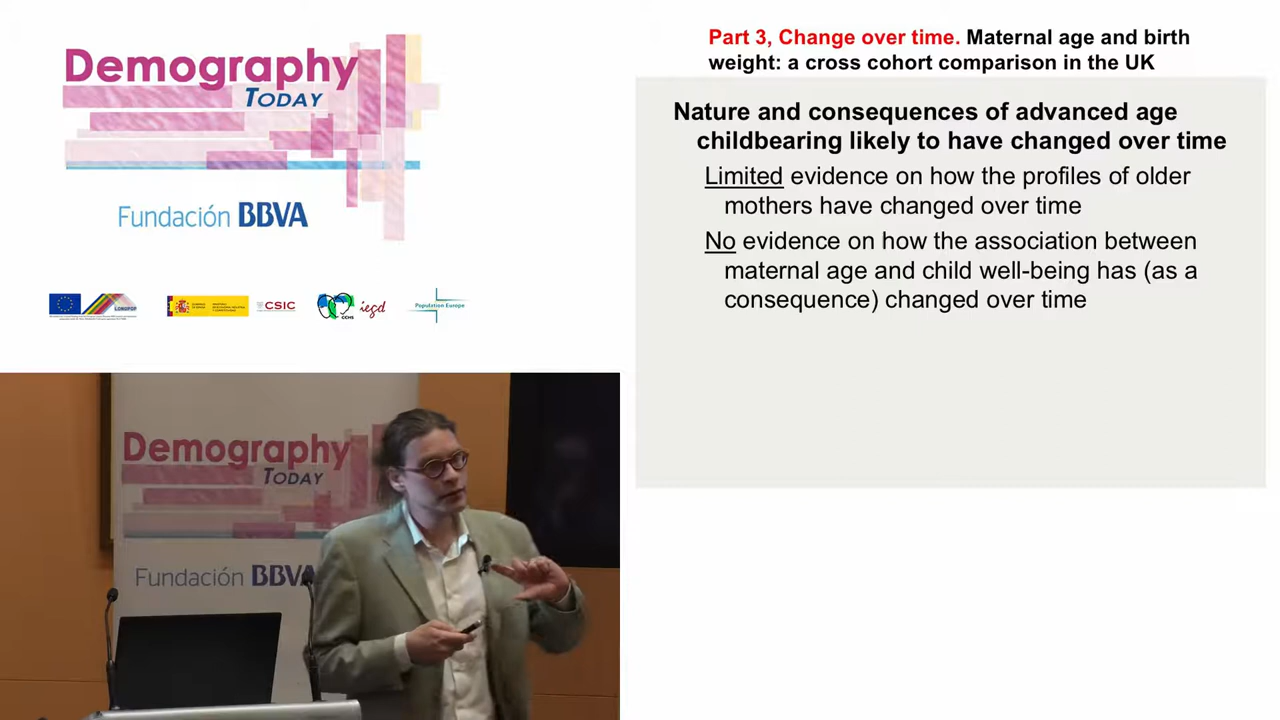 Demography
TODAY
Fundación BBVA
LONGPOP
CSIC
CCHS
iegd
Population Europe
Part 3, Change over time. Maternal age and birth
weight: a cross cohort comparison in the UK
Nature and consequences of advanced age
childbearing likely to have changed over time
Limited evidence on how the profiles of older
mothers have changed over time
No evidence on how the association between
maternal age and child well-being has (as a
consequence) changed over time
Demography
TODAY
Fundación BBVA